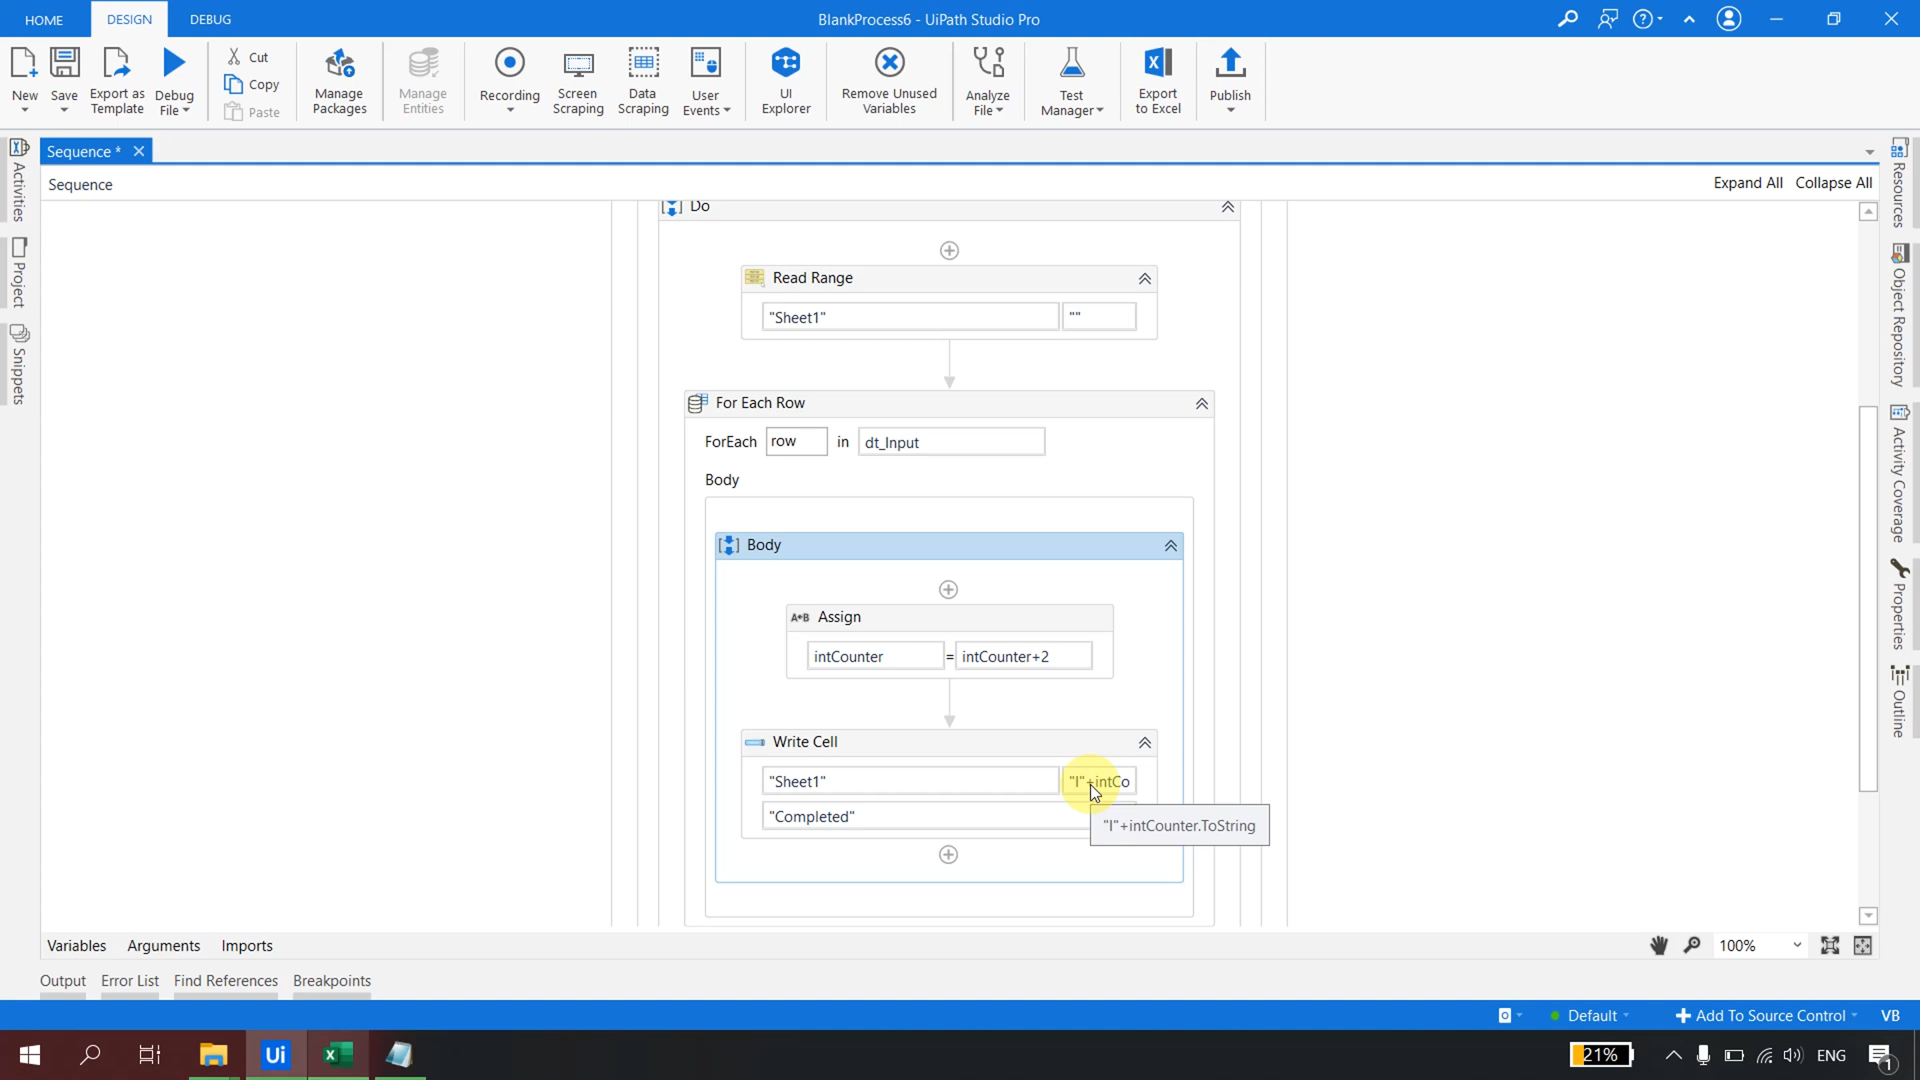 HOME
DESIGN
DEBUG
BlankProcess6 - UiPath Studio Pro
New
Save
Export as Template
Debug File
Cut
Copy
Paste
Manage Packages
Manage Entities
Recording
Screen Scraping
Data Scraping
User Events
UI Explorer
Remove Unused Variables
Analyze File
Test Manager
Export to Excel
Publish
Activities
Project
Snippets
Sequence *
Sequence
Expand All
Collapse All
Do
Read Range
"Sheet1"
""
For Each Row
ForEach row in dt_Input
Body
Body
A*B Assign
intCounter = intCounter+2
Write Cell
"Sheet1"
"I"+intCo
"Completed"
"I"+intCounter.ToString
Resources
Object Repository
Activity Coverage
Properties
Outline
Variables
Arguments
Imports
100%
Output
Error List
Find References
Breakpoints
Default
Add To Source Control
VB
Ui
21%
ENG
1